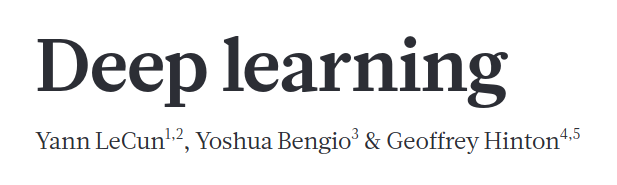 Deep learning
Yann LeCun1,2, Yoshua Bengio3 & Geoffrey Hinton4,5